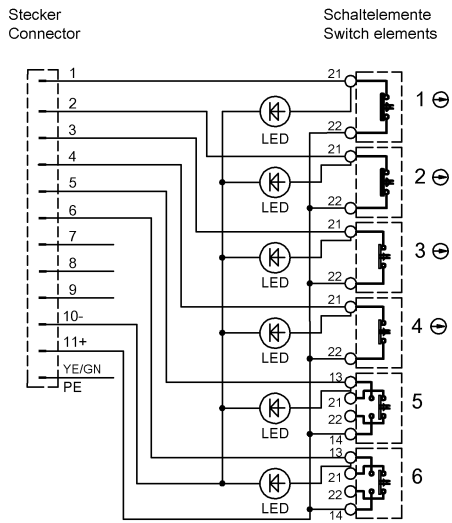 Stecker
Connector
Schaltelemente
Switch elements
1
2
3
4
5
6
7
8
9
10-
11+
YE/GN
PE
21
LED
22
1
21
LED
22
2
21
LED
22
3
21
LED
22
4
13
21
LED
22
14
5
13
21
LED
22
14
6